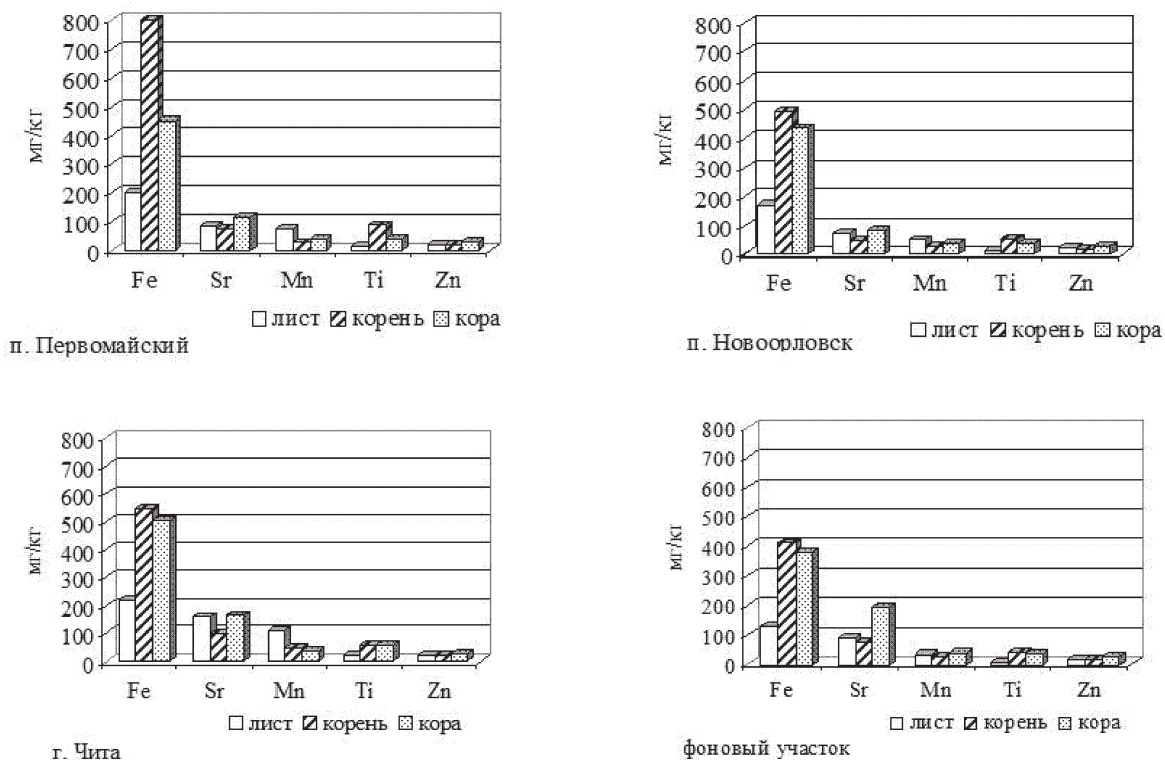 800
700
600
500
400
300
200
100
0
мг/кг
Fe Sr Mn Ti Zn
лист корень кора
п. Первомайский
800
700
600
500
400
300
200
100
0
мг/кг
Fe Sr Mn Ti Zn
лист корень кора
п. Новоорловск
800
700
600
500
400
300
200
100
0
мг/кг
Fe Sr Mn Ti Zn
лист корень кора
г. Чита
800
700
600
500
400
300
200
100
0
мг/кг
Fe Sr Mn Ti Zn
лист корень кора
фоновый участок